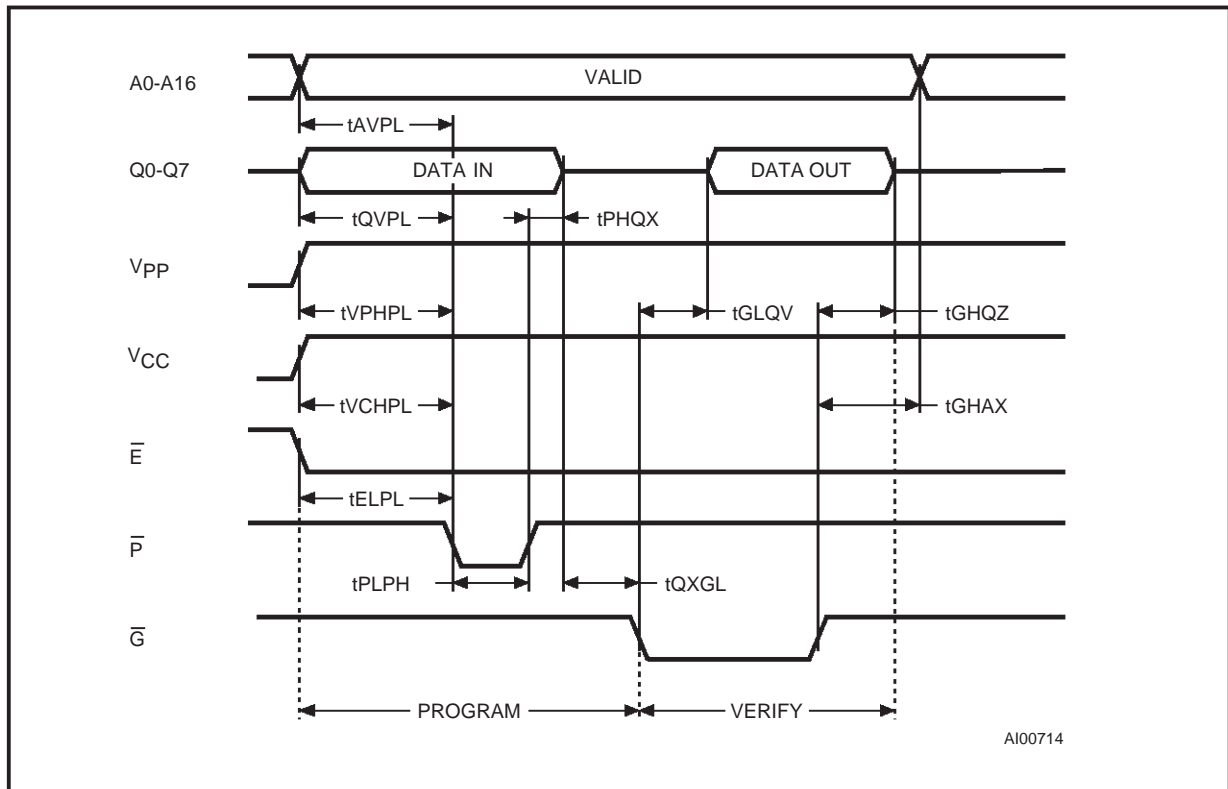 A0-A16
VALID
tAVPL
Q0-Q7
DATA IN
DATA OUT
tQVPL
tPHQX
VPP
tVPHPL
tGLQV
tGHQZ
VCC
tVCHPL
tGHAX
E̅
tELPL
P̅
tPLPH
tQXGL
G̅
PROGRAM
VERIFY
AI00714